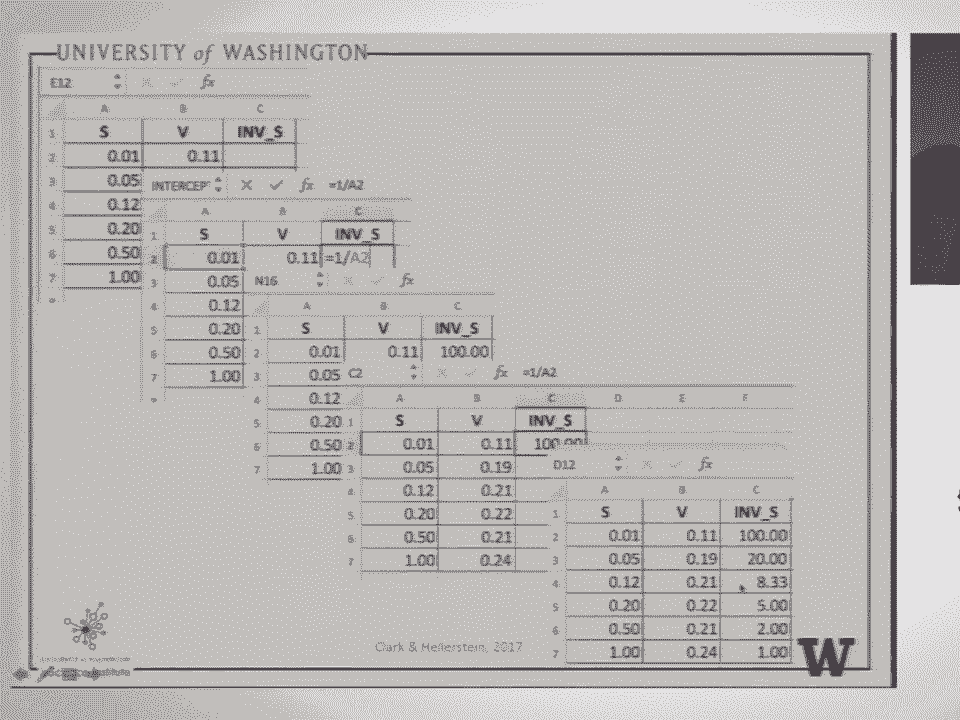 UNIVERSITY of WASHINGTON
E12 fx
A B C
1 S V INV_S
2 0.01 0.11
3 0.05
4 0.12
5 0.20
6 0.50
7 1.00
INTERCEP fx =1/A2
A B C
1 S V INV_S
2 0.01 0.11 =1/A2
3 0.05
4 0.12
5 0.20
6 0.50
7 1.00
N16 fx
A B C
1 S V INV_S
2 0.01 0.11 100.00
3 0.05
4 0.12
5 0.20
6 0.50
7 1.00
C2 fx =1/A2
A B C D E F
1 S V INV_S
2 0.01 0.11 100.00
3 0.05 0.19
4 0.12 0.21
5 0.20 0.22
6 0.50 0.21
7 1.00 0.24
D12 fx
A B C
1 S V INV_S
2 0.01 0.11 100.00
3 0.05 0.19 20.00
4 0.12 0.21 8.33
5 0.20 0.22 5.00
6 0.50 0.21 2.00
7 1.00 0.24 1.00
Clark & Hellerstein, 2017
W